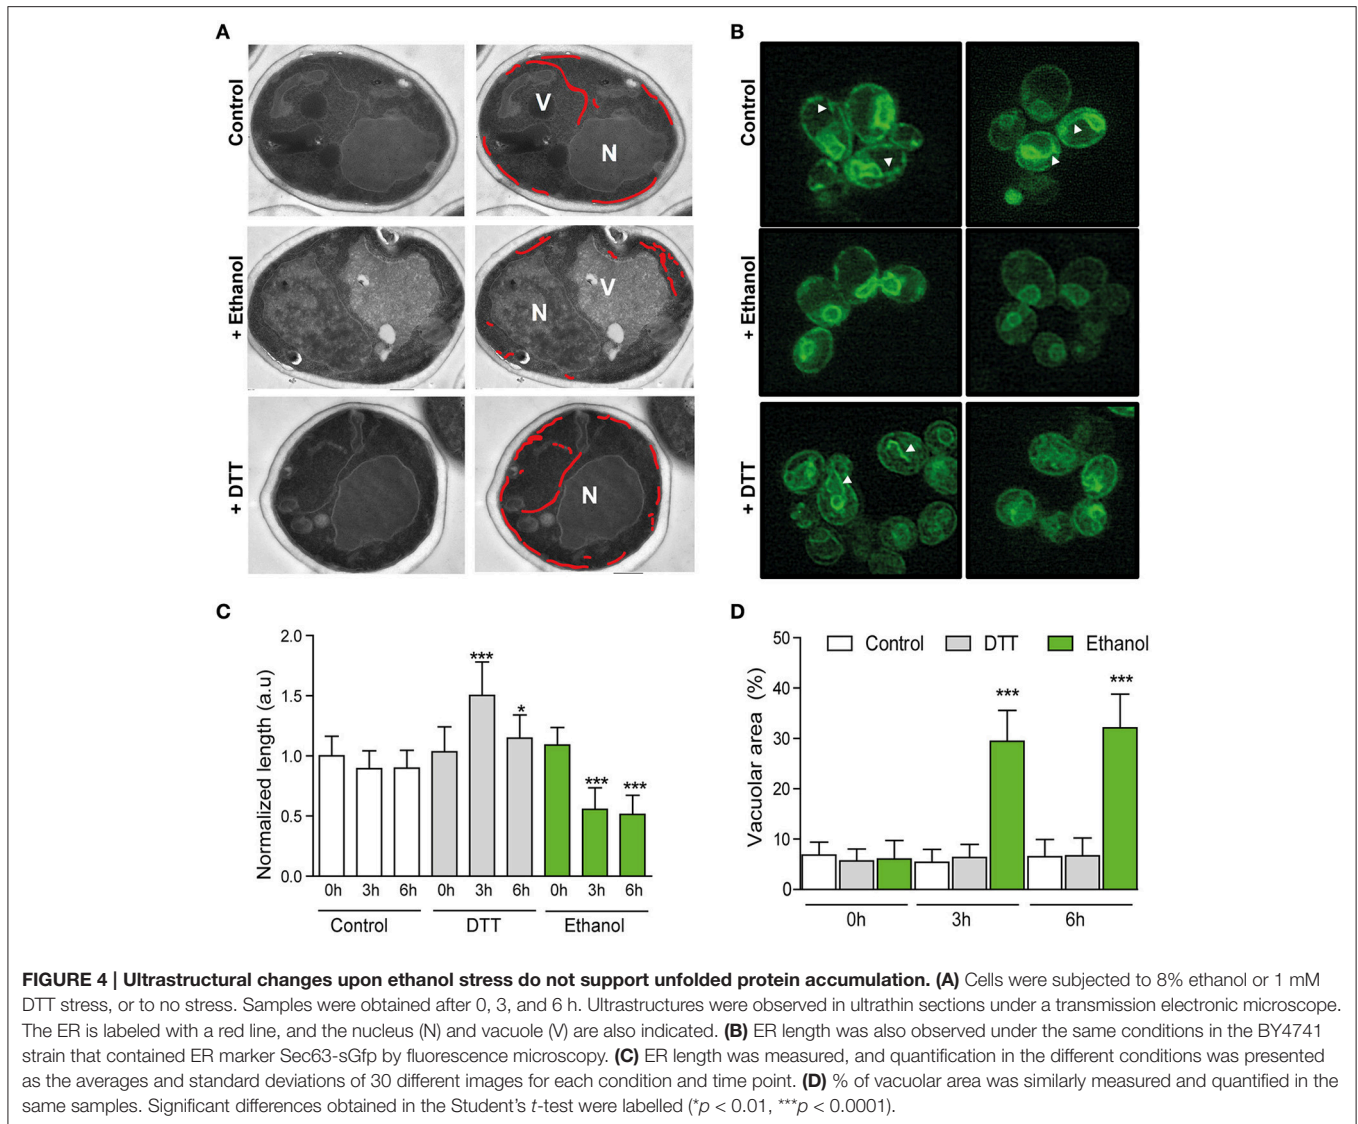 A
B
Control
V
N
Control
+ Ethanol
N
V
+ Ethanol
+ DTT
N
+ DTT
C
Normalized length (a.u)
2.0
1.5
1.0
0.5
0.0
***
*
***
***
0h 3h 6h 0h 3h 6h 0h 3h 6h
Control DTT Ethanol
D
Vacuolar area (%)
Control DTT Ethanol
50
40
30
20
10
0
***
***
0h 3h 6h
FIGURE 4 | Ultrastructural changes upon ethanol stress do not support unfolded protein accumulation. (A) Cells were subjected to 8% ethanol or 1 mM
DTT stress, or to no stress. Samples were obtained after 0, 3, and 6 h. Ultrastructures were observed in ultrathin sections under a transmission electronic microscope.
The ER is labeled with a red line, and the nucleus (N) and vacuole (V) are also indicated. (B) ER length was also observed under the same conditions in the BY4741
strain that contained ER marker Sec63-sGfp by fluorescence microscopy. (C) ER length was measured, and quantification in the different conditions was presented
as the averages and standard deviations of 30 different images for each condition and time point. (D) % of vacuolar area was similarly measured and quantified in the
same samples. Significant differences obtained in the Student's t-test were labelled (*p < 0.01, ***p < 0.0001).